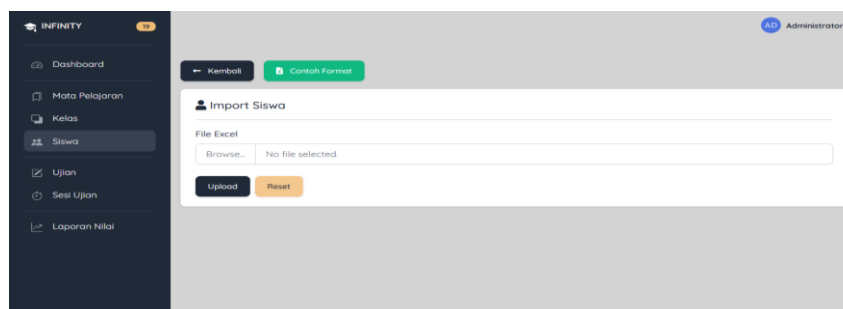 INFINITY 19
AD Administrator
Dashboard
Mata Pelajaran
Kelas
Siswa
Ujian
Sesi Ujian
Laporan Nilai
← Kembali Contoh Format
Import Siswa
File Excel
Browse... No file selected.
Upload Reset